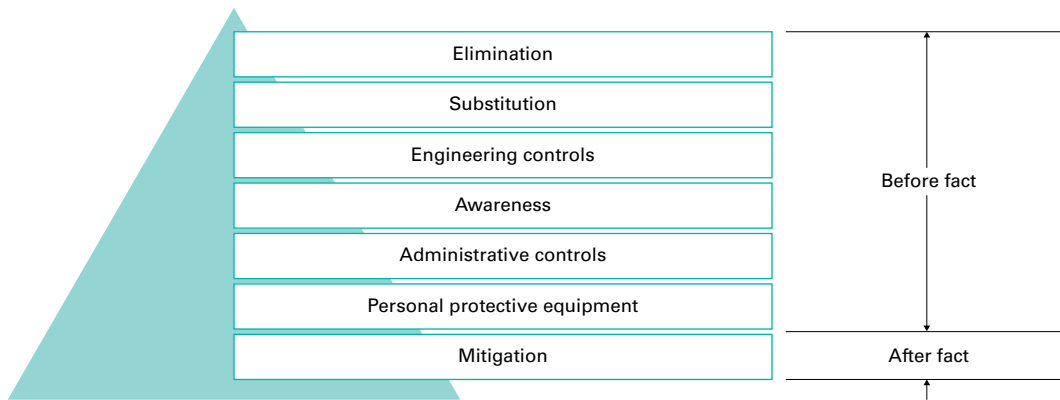 Elimination
Substitution
Engineering controls
Awareness
Administrative controls
Personal protective equipment
Mitigation
Before fact
After fact